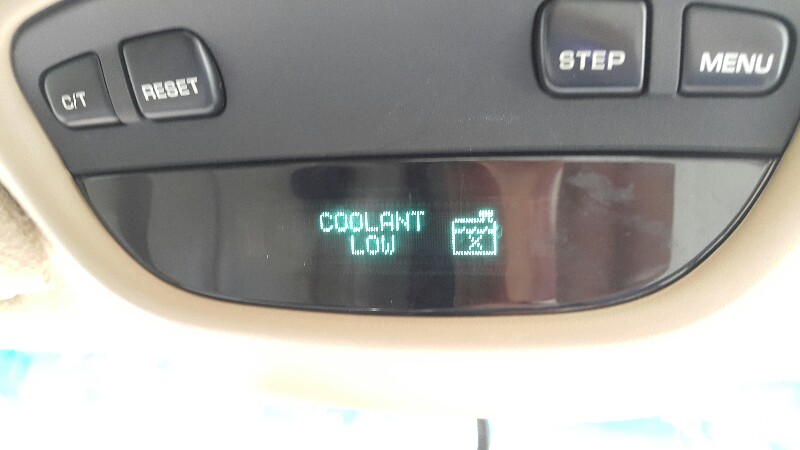 C/T
RESET
STEP
MENU
COOLANT
LOW